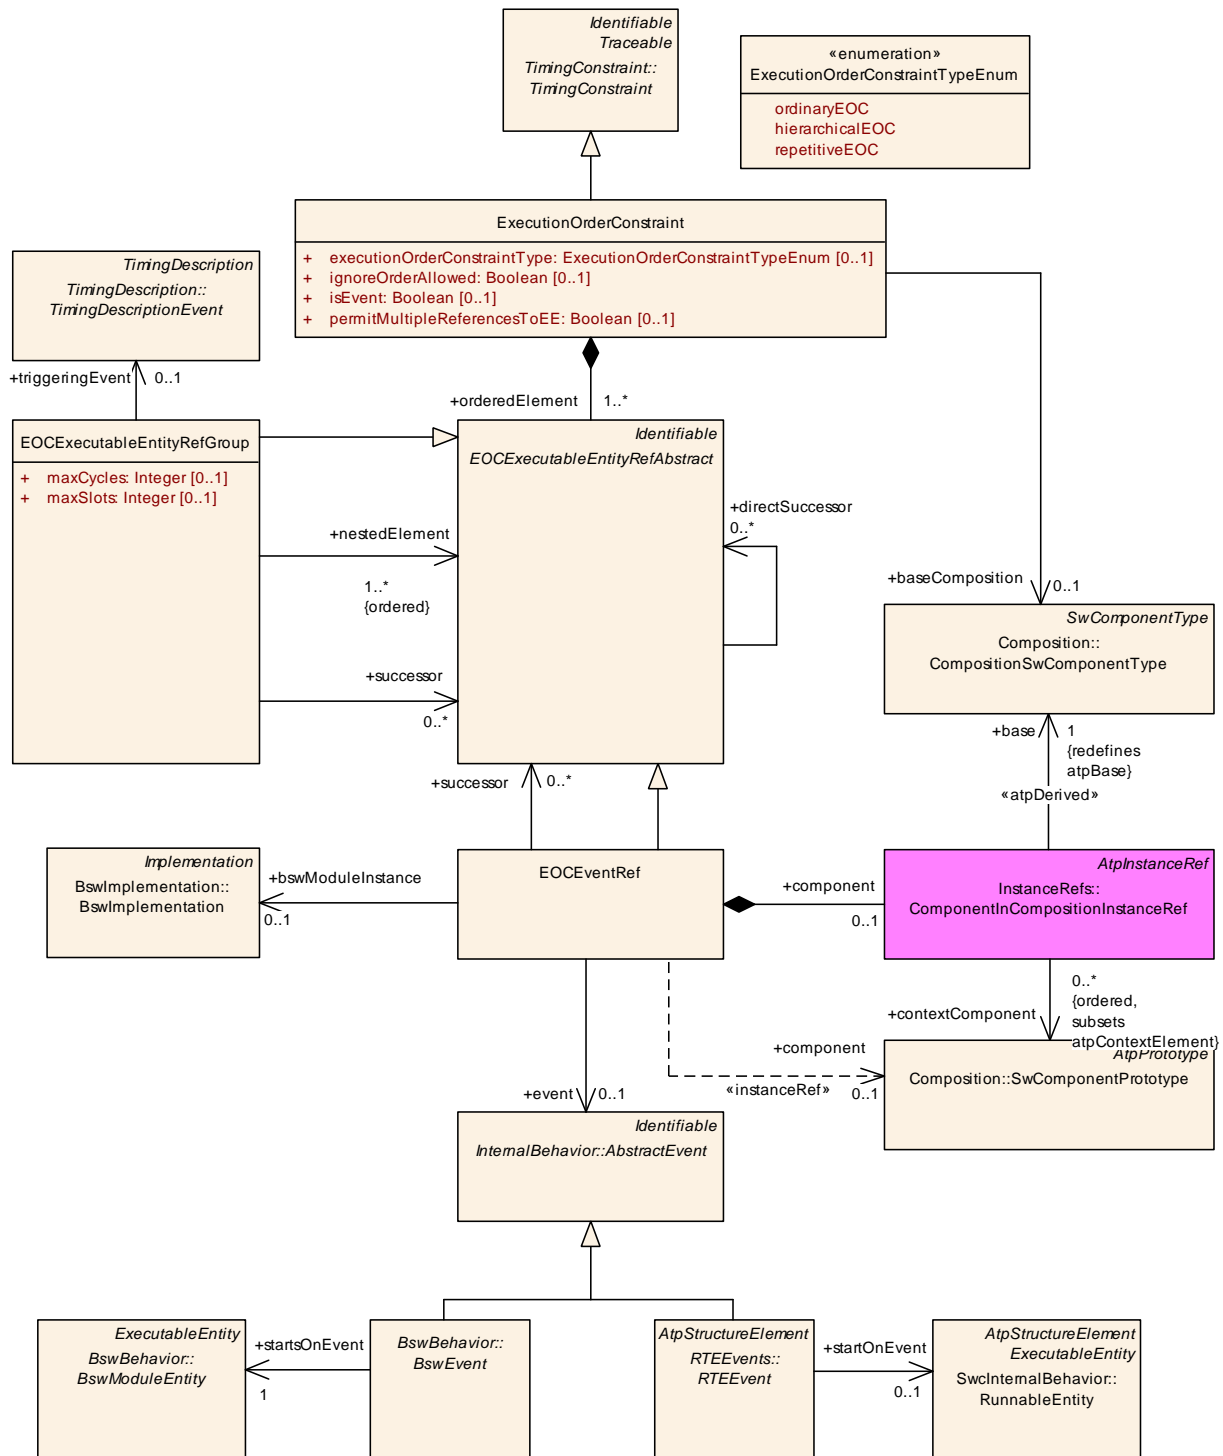 Identifiable
Traceable
TimingConstraint::
TimingConstraint
«enumeration»
ExecutionOrderConstraintTypeEnum
ordinaryEOC
hierarchicalEOC
repetitiveEOC
ExecutionOrderConstraint
+ executionOrderConstraintType: ExecutionOrderConstraintTypeEnum [0..1]
+ ignoreOrderAllowed: Boolean [0..1]
+ isEvent: Boolean [0..1]
+ permitMultipleReferencesToEE: Boolean [0..1]
TimingDescription
TimingDescription::
TimingDescriptionEvent
+triggeringEvent
0..1
+orderedElement
1..*
EOCExecutableEntityRefGroup
+ maxCycles: Integer [0..1]
+ maxSlots: Integer [0..1]
Identifiable
EOCExecutableEntityRefAbstract
+directSuccessor
0..*
+nestedElement
1..*
{ordered}
+baseComposition
0..1
SwComponentType
Composition::
CompositionSwComponentType
+successor
0..*
+base
1
{redefines
atpBase}
«atpDerived»
+successor
0..*
Implementation
BswImplementation::
BswImplementation
+bswModuleInstance
0..1
EOCEventRef
+component
0..1
AtpInstanceRef
InstanceRefs::
ComponentInCompositionInstanceRef
+contextComponent
0..*
{ordered,
subsets
atpContextElement}
+component
0..1
«instanceRef»
AtpPrototype
Composition::SwComponentPrototype
+event
0..1
Identifiable
InternalBehavior::AbstractEvent
ExecutableEntity
BswBehavior::
BswModuleEntity
+startsOnEvent
1
BswBehavior::
BswEvent
AtpStructureElement
RTEEvents::
RTEEvent
+startOnEvent
0..1
AtpStructureElement
ExecutableEntity
SwcInternalBehavior::
RunnableEntity